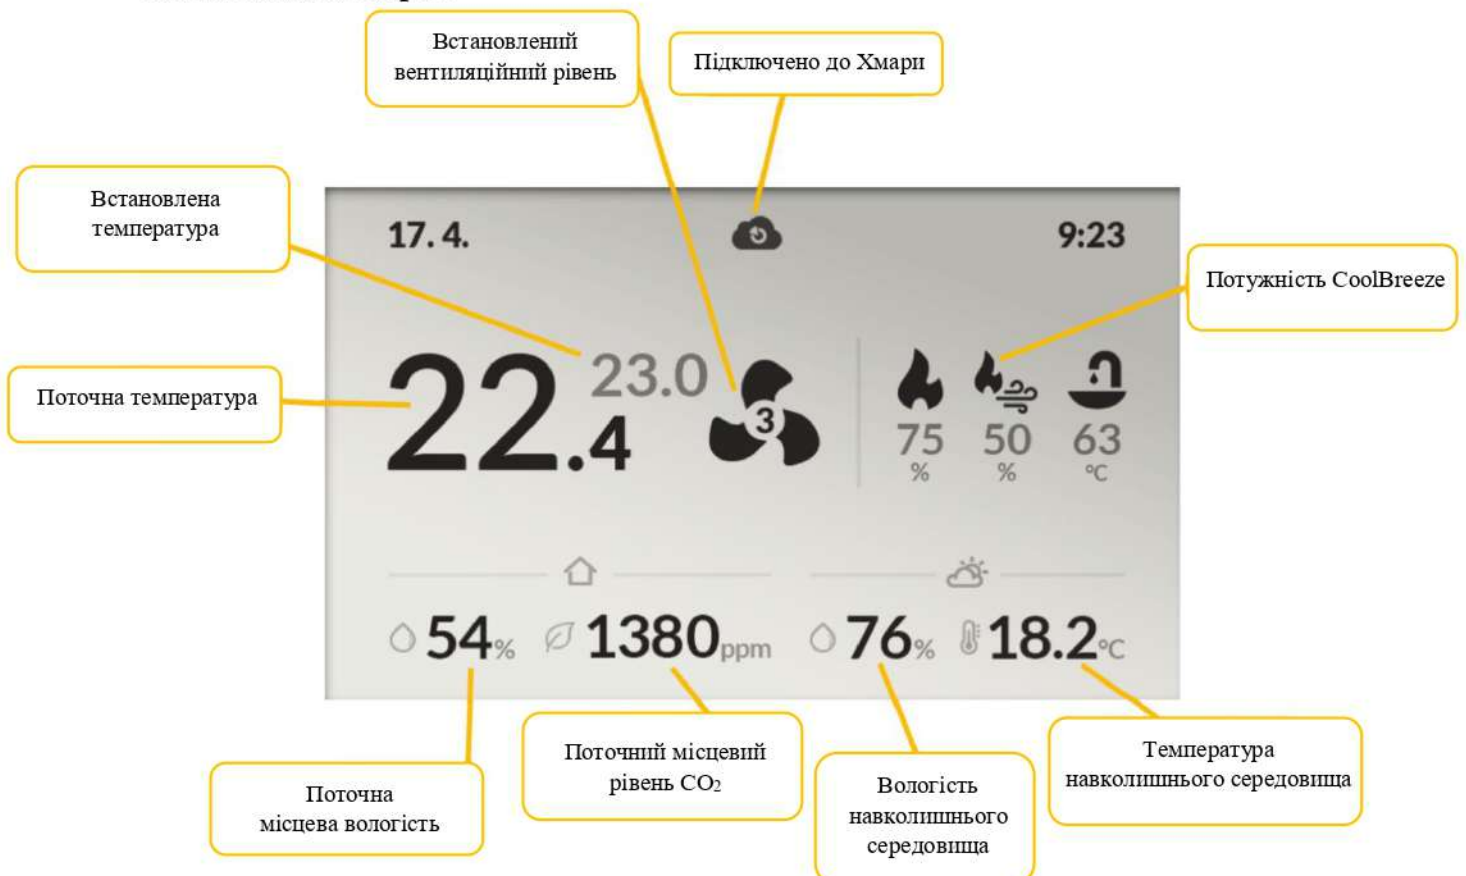 Встановлений
вентиляційний рівень
Підключено до Хмари
Встановлена
температура
17. 4.
9:23
Потужність CoolBreeze
Поточна температура
22.4
23.0
3
75
%
50
%
63
°C
54%
1380ppm
76%
18.2°C
Поточна
місцева вологість
Поточний місцевий
рівень CO₂
Вологість
навколишнього
середовища
Температура
навколишнього середовища